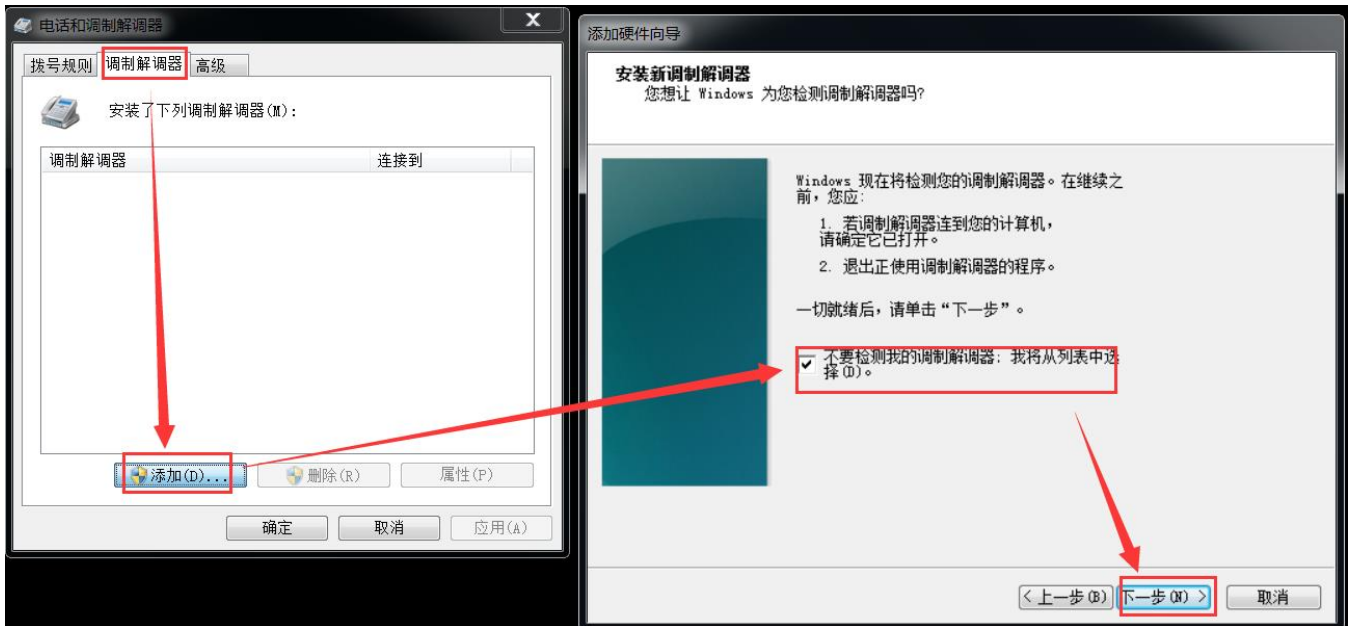 电话和调制解调器
X
拨号规则 调制解调器 高级
安装了下列调制解调器(M):
调制解调器 连接到
添加(D)... 删除(R) 属性(P)
确定 取消 应用(A)
添加硬件向导
安装新调制解调器
您想让 Windows 为您检测调制解调器吗?
Windows 现在将检测您的调制解调器。在继续之
前，您应:
1. 若调制解调器连到您的计算机，
请确定它已打开。
2. 退出正使用调制解调器的程序。
一切就绪后，请单击“下一步”。
不要检测我的调制解调器; 我将从列表中选
择(D)。
< 上一步(B) 下一步(N) > 取消